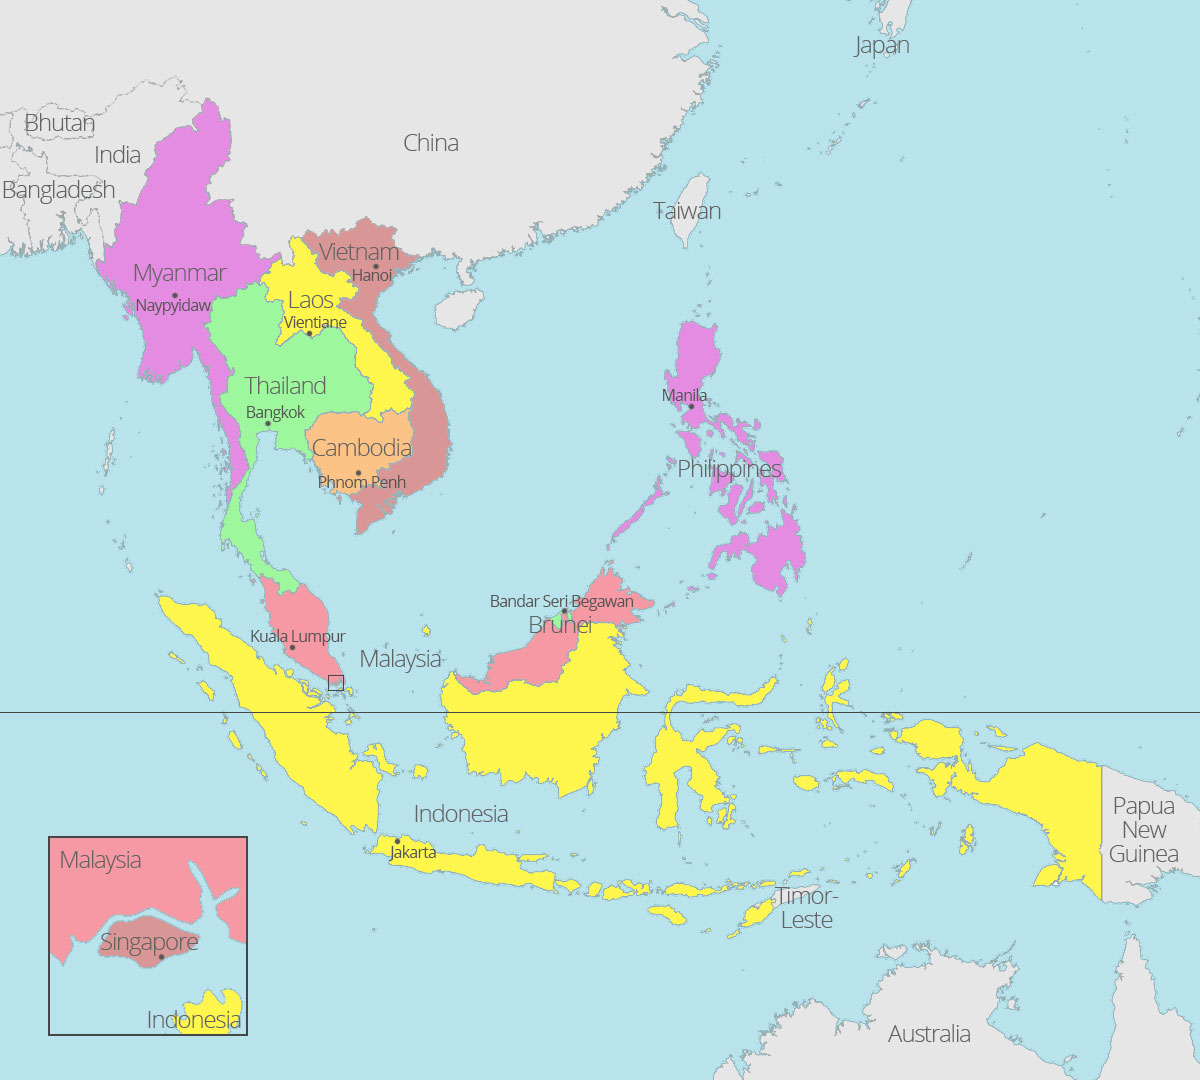 Japan
Bhutan
China
India
Bangladesh
Taiwan
Vietnam
Hanoi
Myanmar
Naypyidaw
Laos
Vientiane
Thailand
Bangkok
Manila
Cambodia
Phnom Penh
Philippines
Bandar Seri Begawan
Brunei
Kuala Lumpur
Malaysia
Indonesia
Jakarta
Papua
New
Guinea
Timor-
Leste
Malaysia
Singapore
Indonesia
Australia